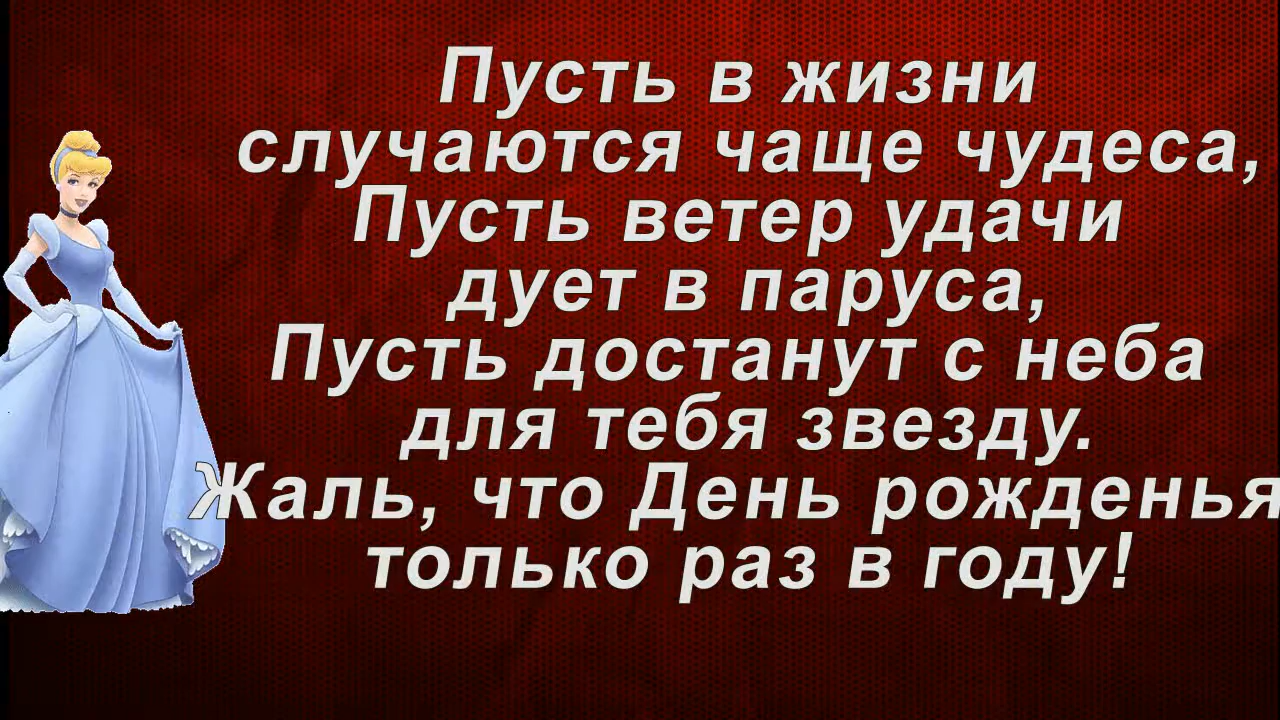 Пусть в жизни
случаются чаще чудеса,
Пусть ветер удачи
дует в паруса,
Пусть достанут с неба
для тебя звезду.
Жаль, что День рожденья
только раз в году!